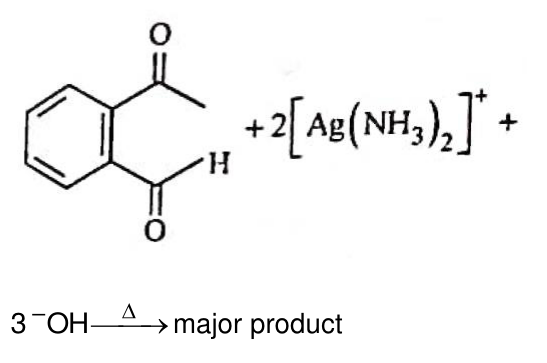 O
+ 2[Ag(NH₃)₂]⁺ +
H
O
3⁻OH —Δ→ major product